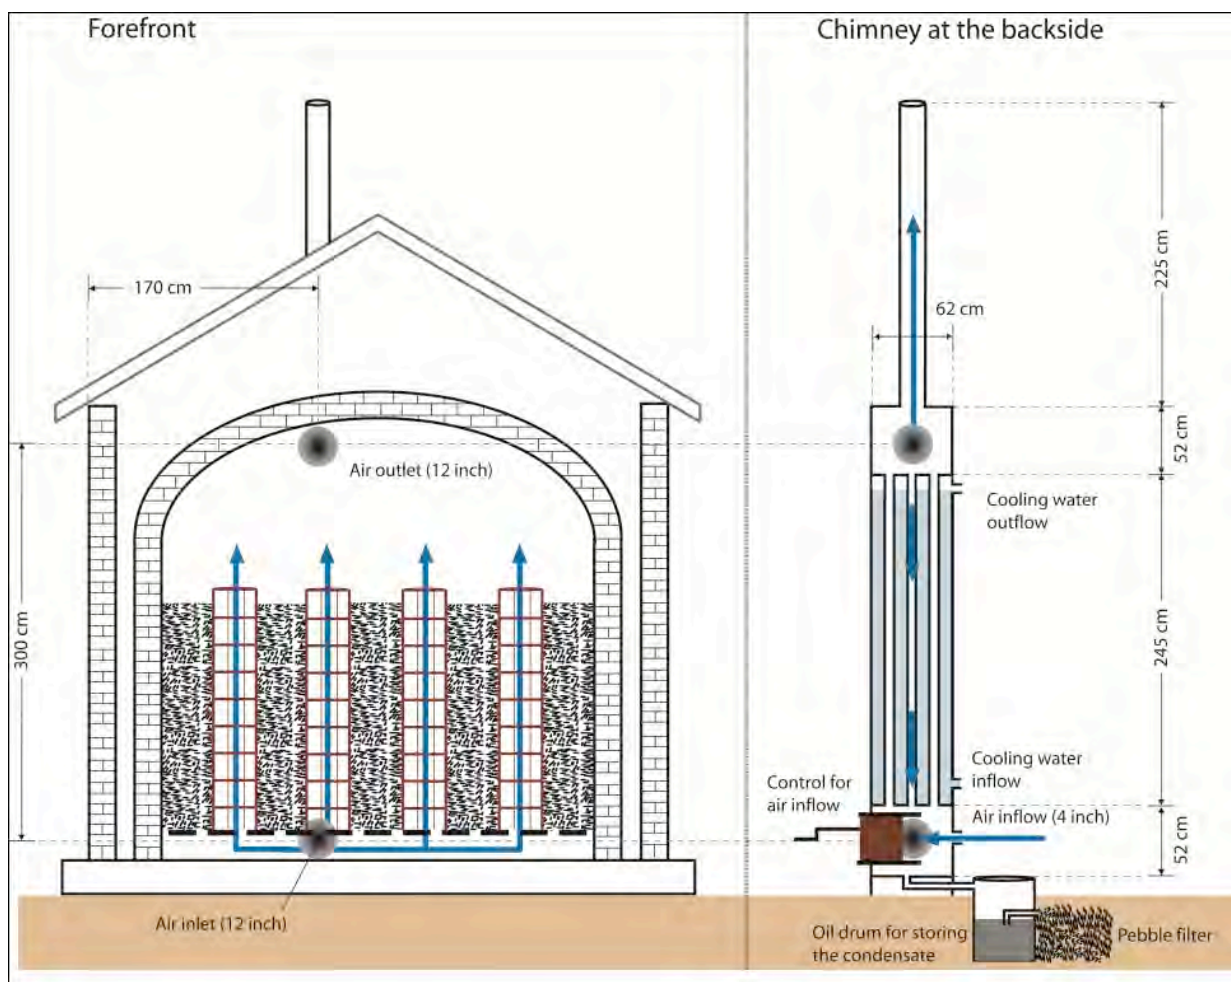 Forefront
Chimney at the backside
170 cm
300 cm
Air outlet (12 inch)
Air inlet (12 inch)
225 cm
62 cm
52 cm
Cooling water
outflow
245 cm
Cooling water
inflow
Control for
air inflow
Air inflow (4 inch)
52 cm
Oil drum for storing
the condensate
Pebble filter